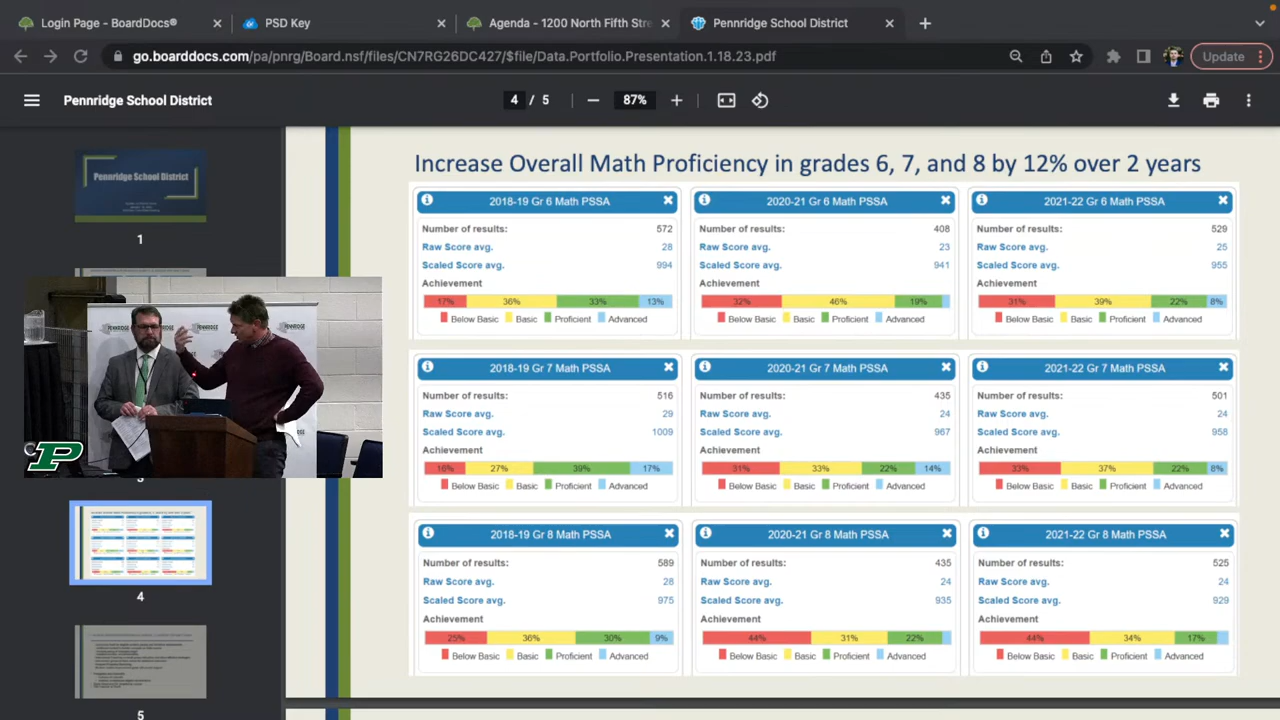 Login Page - BoardDocs®
PSD Key
Agenda - 1200 North Fifth Stre
Pennridge School District
go.boarddocs.com/pa/pnrg/Board.nsf/files/CN7RG26DC427/$file/Data.Portfolio.Presentation.1.18.23.pdf
Update
Pennridge School District
4 / 5
87%
Pennridge School District
1
4
5
P
Increase Overall Math Proficiency in grades 6, 7, and 8 by 12% over 2 years
2018-19 Gr 6 Math PSSA
Number of results: 572
Raw Score avg. 28
Scaled Score avg. 994
Achievement
17% 36% 33% 13%
Below Basic Basic Proficient Advanced
2020-21 Gr 6 Math PSSA
Number of results: 408
Raw Score avg. 23
Scaled Score avg. 941
Achievement
32% 46% 19%
Below Basic Basic Proficient Advanced
2021-22 Gr 6 Math PSSA
Number of results: 529
Raw Score avg. 25
Scaled Score avg. 955
Achievement
31% 39% 22% 8%
Below Basic Basic Proficient Advanced
2018-19 Gr 7 Math PSSA
Number of results: 516
Raw Score avg. 29
Scaled Score avg. 1009
Achievement
16% 27% 39% 17%
Below Basic Basic Proficient Advanced
2020-21 Gr 7 Math PSSA
Number of results: 435
Raw Score avg. 24
Scaled Score avg. 967
Achievement
31% 33% 22% 14%
Below Basic Basic Proficient Advanced
2021-22 Gr 7 Math PSSA
Number of results: 501
Raw Score avg. 24
Scaled Score avg. 958
Achievement
33% 37% 22% 8%
Below Basic Basic Proficient Advanced
2018-19 Gr 8 Math PSSA
Number of results: 589
Raw Score avg. 28
Scaled Score avg. 975
Achievement
25% 36% 30% 9%
Below Basic Basic Proficient Advanced
2020-21 Gr 8 Math PSSA
Number of results: 435
Raw Score avg. 24
Scaled Score avg. 935
Achievement
44% 31% 22%
Below Basic Basic Proficient Advanced
2021-22 Gr 8 Math PSSA
Number of results: 525
Raw Score avg. 24
Scaled Score avg. 929
Achievement
44% 34% 17%
Below Basic Basic Proficient Advanced